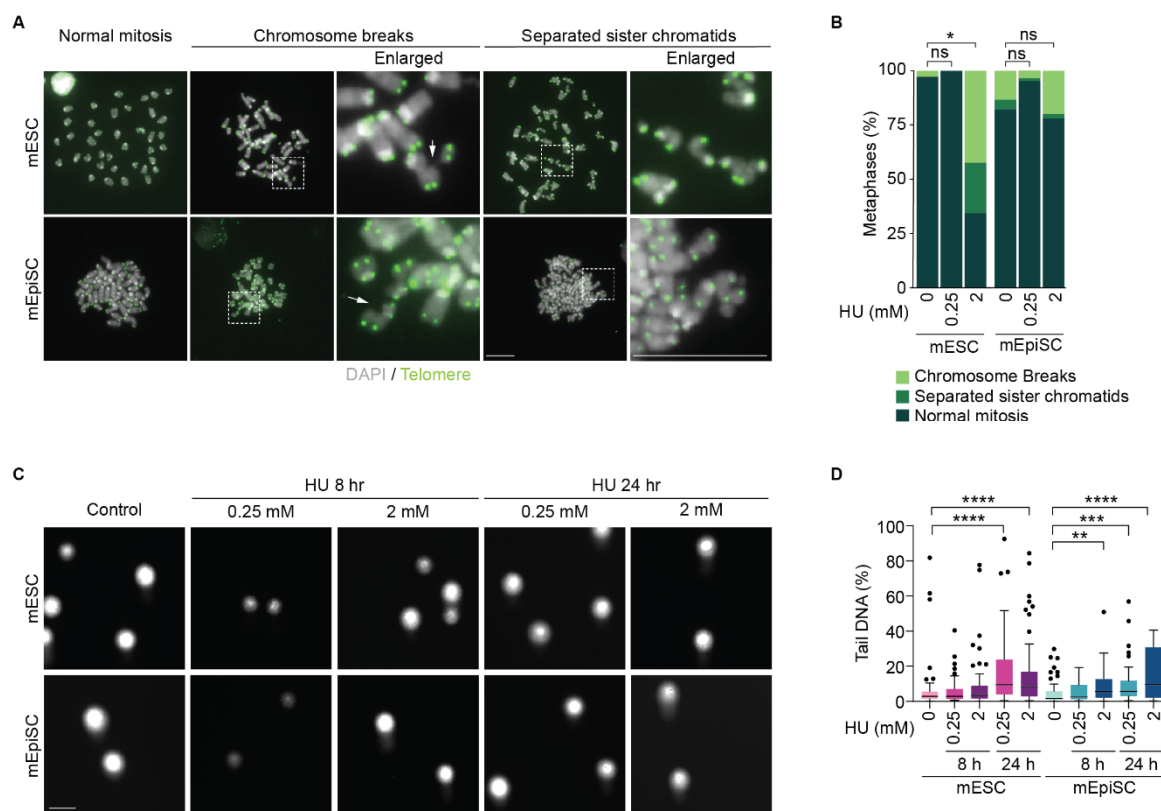 A
Normal mitosis
Chromosome breaks
Separated sister chromatids
Enlarged
Enlarged
mESC
mEpiSC
DAPI / Telomere
B
*
ns
ns
ns
100
75
50
25
0
Metaphases (%)
HU (mM)
0
0.25
2
0
0.25
2
mESC
mEpiSC
Chromosome Breaks
Separated sister chromatids
Normal mitosis
C
HU 8 hr
HU 24 hr
Control
0.25 mM
2 mM
0.25 mM
2 mM
mESC
mEpiSC
D
****
****
****
***
**
100
80
60
40
20
0
Tail DNA (%)
HU (mM)
0
0.25
2
0.25
2
0
0.25
2
0.25
2
8 h
24 h
8 h
24 h
mESC
mEpiSC